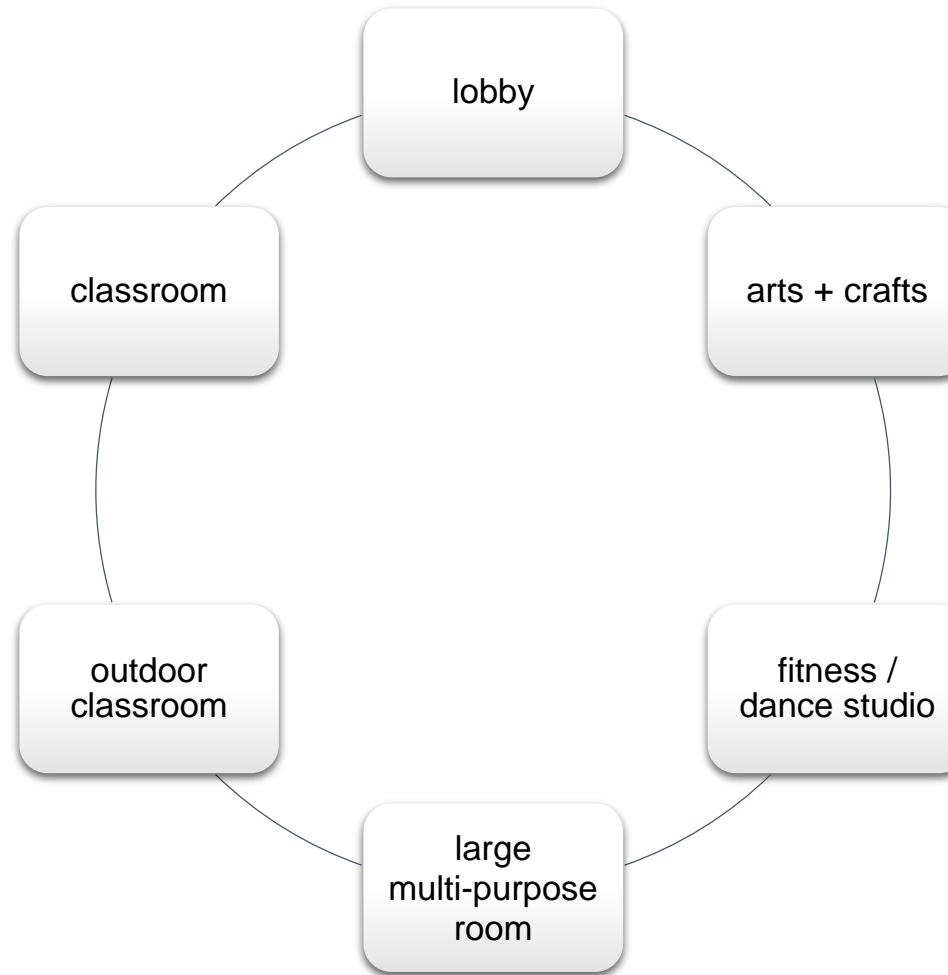 lobby
classroom
arts + crafts
outdoor
classroom
fitness /
dance studio
large
multi-purpose
room